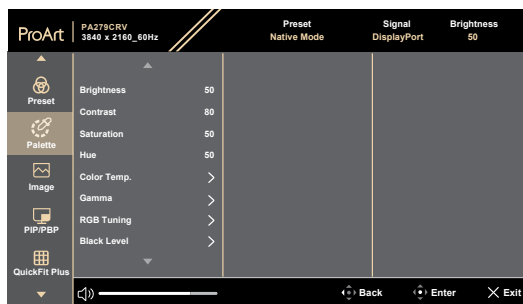 ProArt
PA279CRV
3840 x 2160_60Hz
Preset
Native Mode
Signal
DisplayPort
Brightness
50
Preset
Palette
Image
PIP/PBP
QuickFit Plus
Brightness 50
Contrast 80
Saturation 50
Hue 50
Color Temp.
Gamma
RGB Tuning
Black Level
Back
Enter
Exit